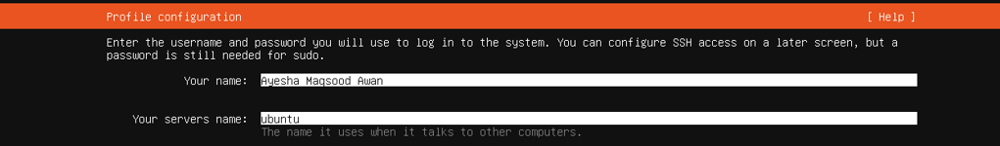 Profile configuration [ Help ]
Enter the username and password you will use to log in to the system. You can configure SSH access on a later screen, but a
password is still needed for sudo.
Your name: Ayesha Maqsood Awan
Your servers name: ubuntu
The name it uses when it talks to other computers.